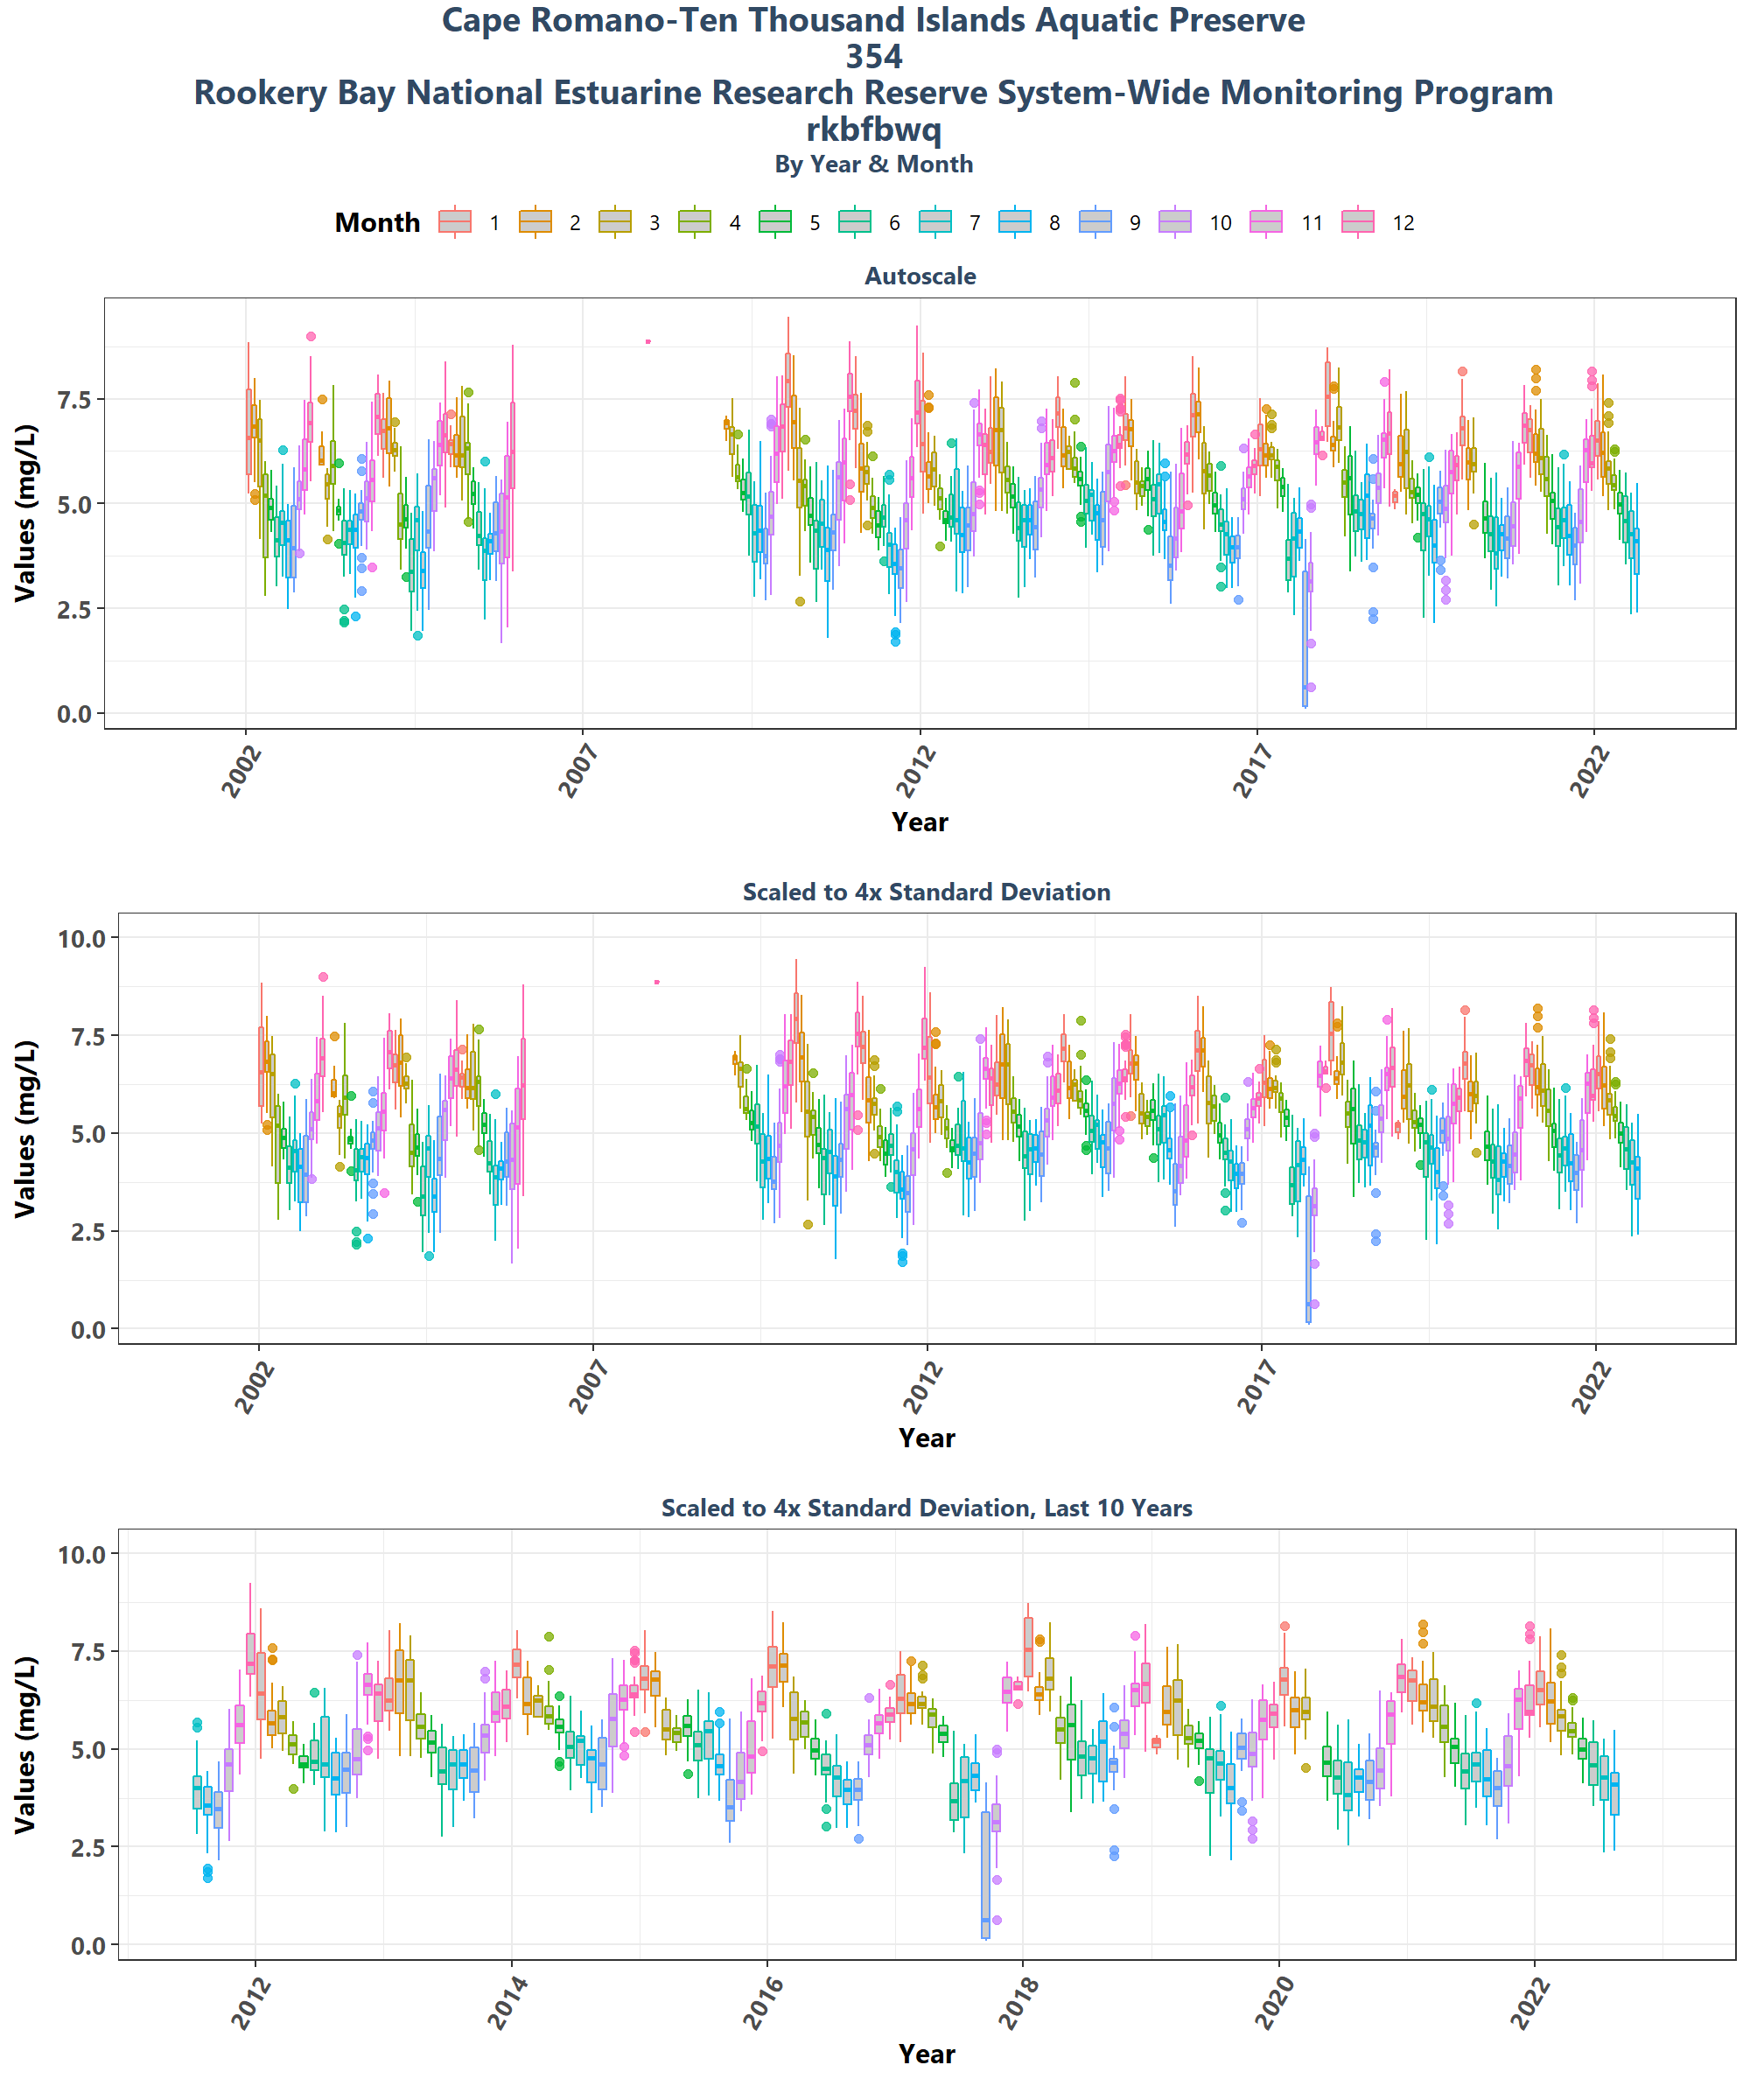 Cape Romano-Ten Thousand Islands Aquatic Preserve
354
Rookery Bay National Estuarine Research Reserve System-Wide Monitoring Program
rkbfbwq
By Year & Month
Month 1 2 3 4 5 6 7 8 9 10 11 12
Autoscale
Values (mg/L)
7.5
5.0
2.5
0.0
2002 2007 2012 2017 2022
Year
Scaled to 4x Standard Deviation
Values (mg/L)
10.0
7.5
5.0
2.5
0.0
2002 2007 2012 2017 2022
Year
Scaled to 4x Standard Deviation, Last 10 Years
Values (mg/L)
10.0
7.5
5.0
2.5
0.0
2012 2014 2016 2018 2020 2022
Year